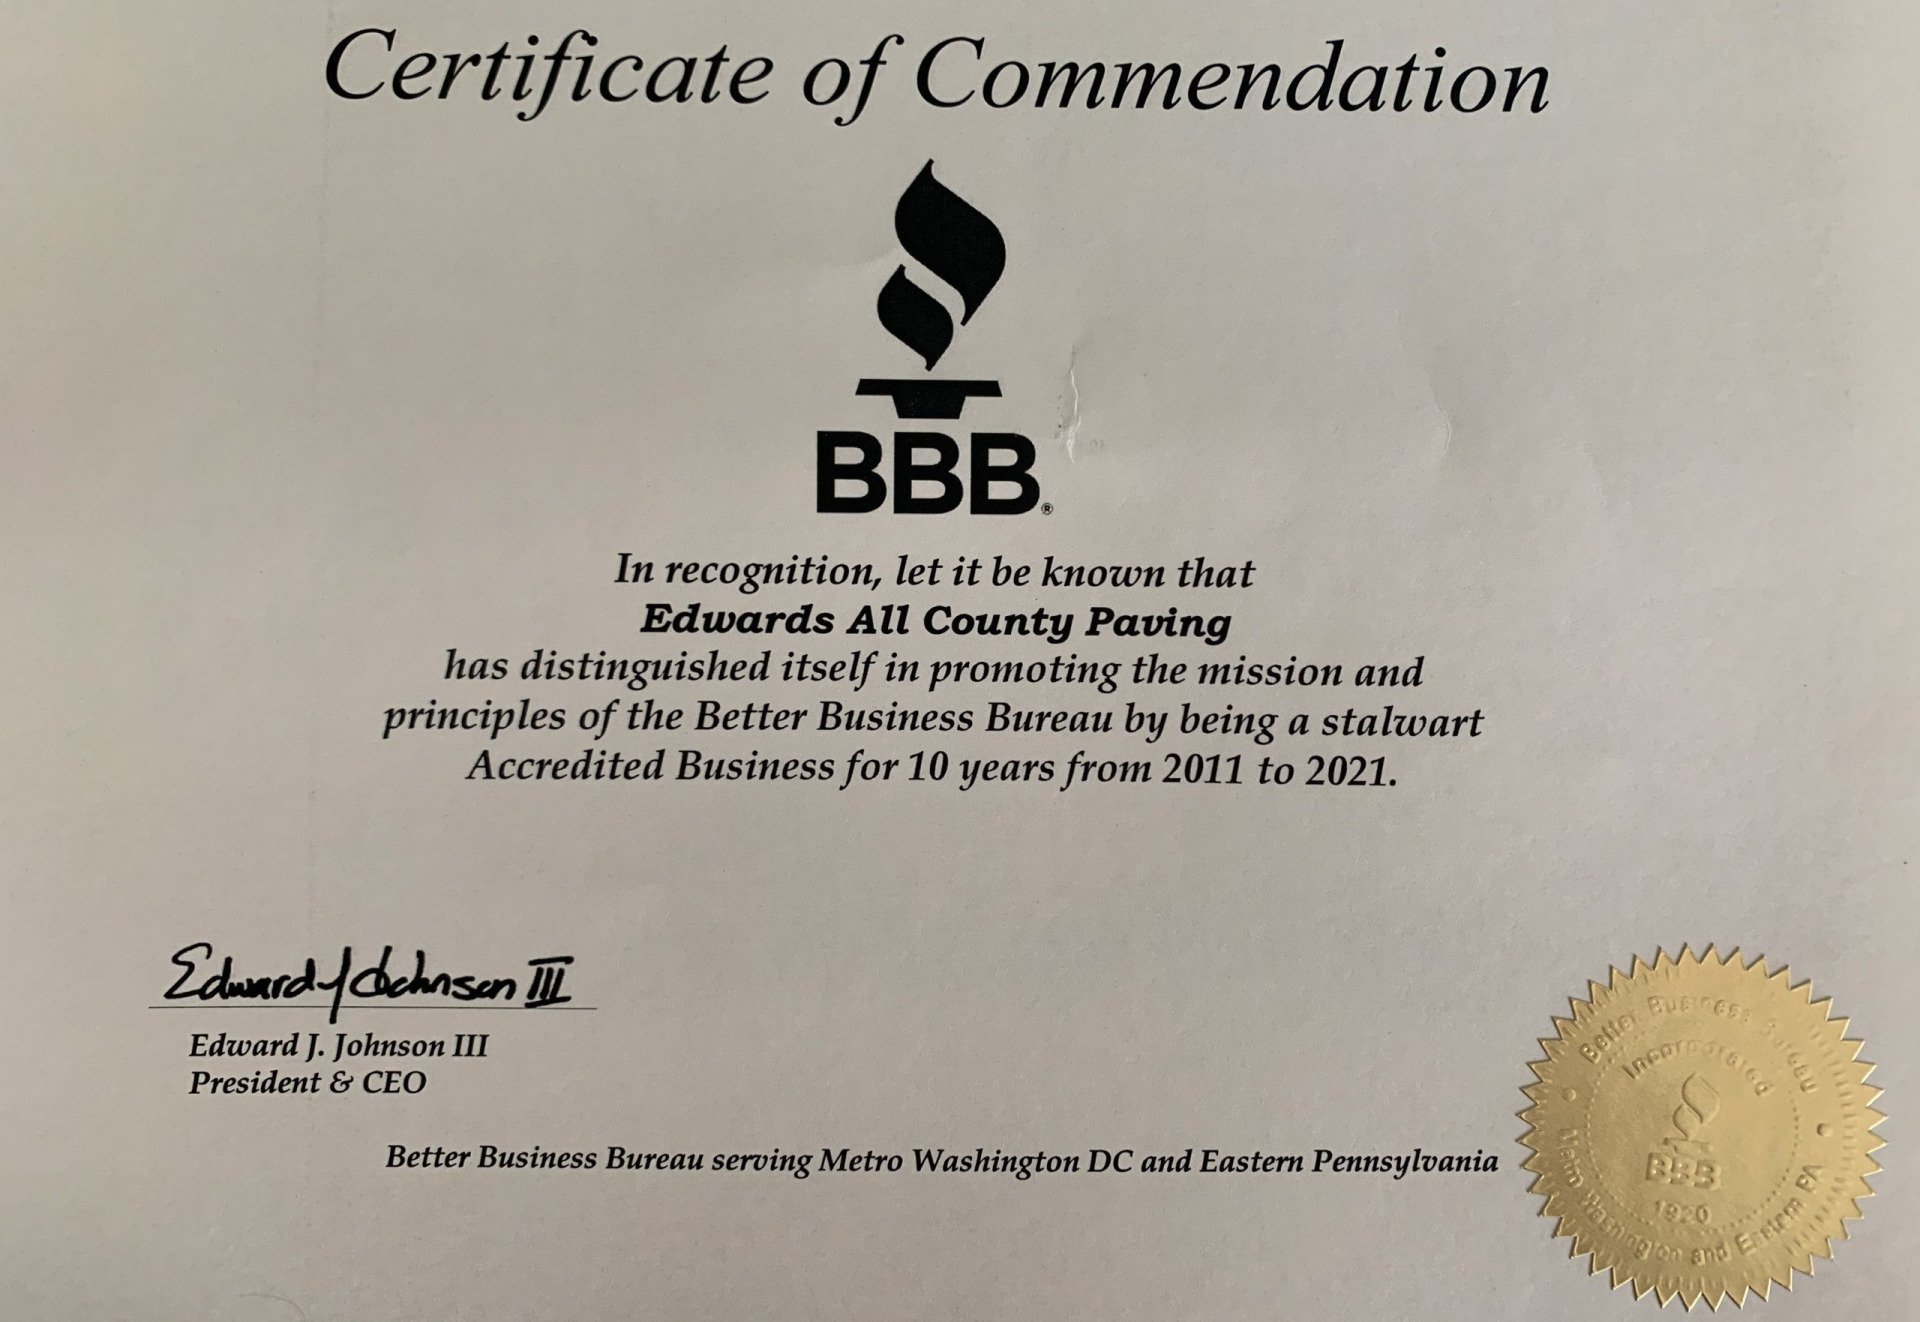 Certificate of Commendation
BBB®
In recognition, let it be known that
Edwards All County Paving
has distinguished itself in promoting the mission and
principles of the Better Business Bureau by being a stalwart
Accredited Business for 10 years from 2011 to 2021.
Edward J Johnson III
Edward J. Johnson III
President & CEO
Better Business Bureau serving Metro Washington DC and Eastern Pennsylvania
Better Business Bureau
Incorporated
BBB
1920
Metro Washington and Eastern PA